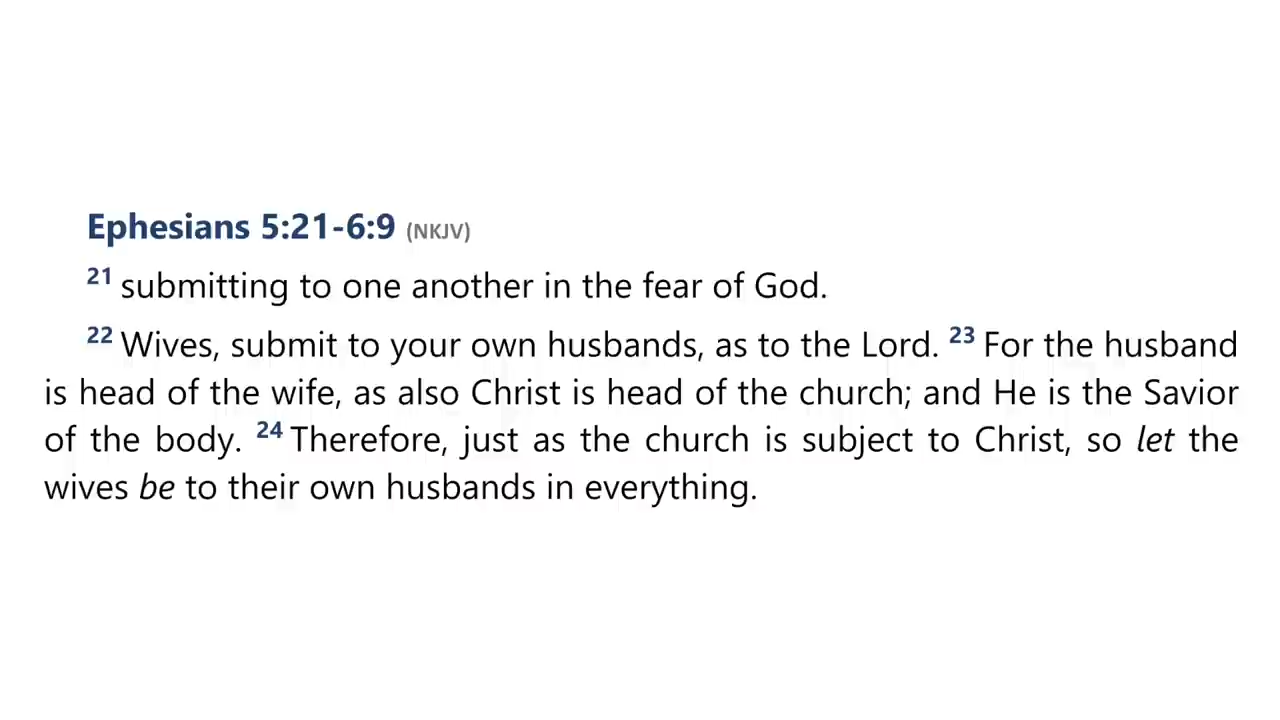 Ephesians 5:21-6:9 (NKJV)
21 submitting to one another in the fear of God.
22 Wives, submit to your own husbands, as to the Lord. 23 For the husband
is head of the wife, as also Christ is head of the church; and He is the Savior
of the body. 24 Therefore, just as the church is subject to Christ, so let the
wives be to their own husbands in everything.